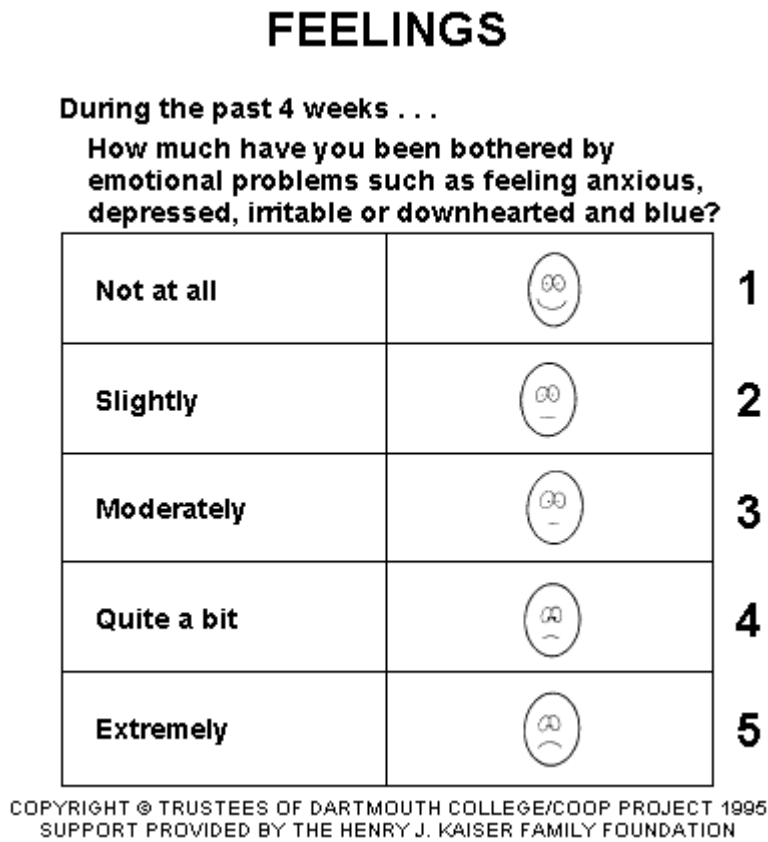 FEELINGS
During the past 4 weeks . . .
How much have you been bothered by
emotional problems such as feeling anxious,
depressed, irritable or downhearted and blue?
Not at all 1
Slightly 2
Moderately 3
Quite a bit 4
Extremely 5
COPYRIGHT © TRUSTEES OF DARTMOUTH COLLEGE/COOP PROJECT 1995
SUPPORT PROVIDED BY THE HENRY J. KAISER FAMILY FOUNDATION